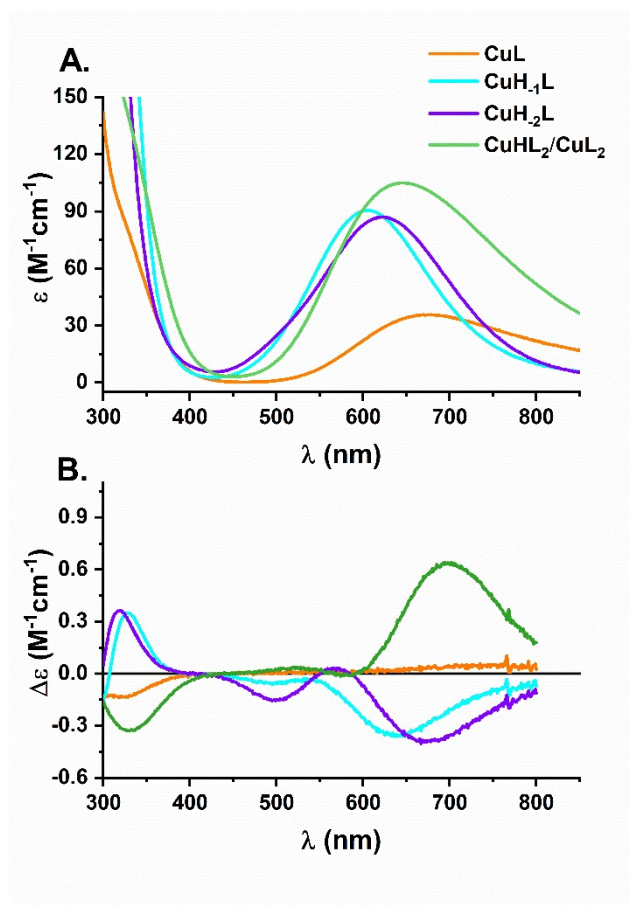 A.
CuL
CuH₋₁L
CuH₋₂L
CuHL₂/CuL₂
150
120
90
60
30
0
ε (M⁻¹cm⁻¹)
300 400 500 600 700 800
λ (nm)
B.
0.9
0.6
0.3
0.0
-0.3
-0.6
Δε (M⁻¹cm⁻¹)
300 400 500 600 700 800
λ (nm)